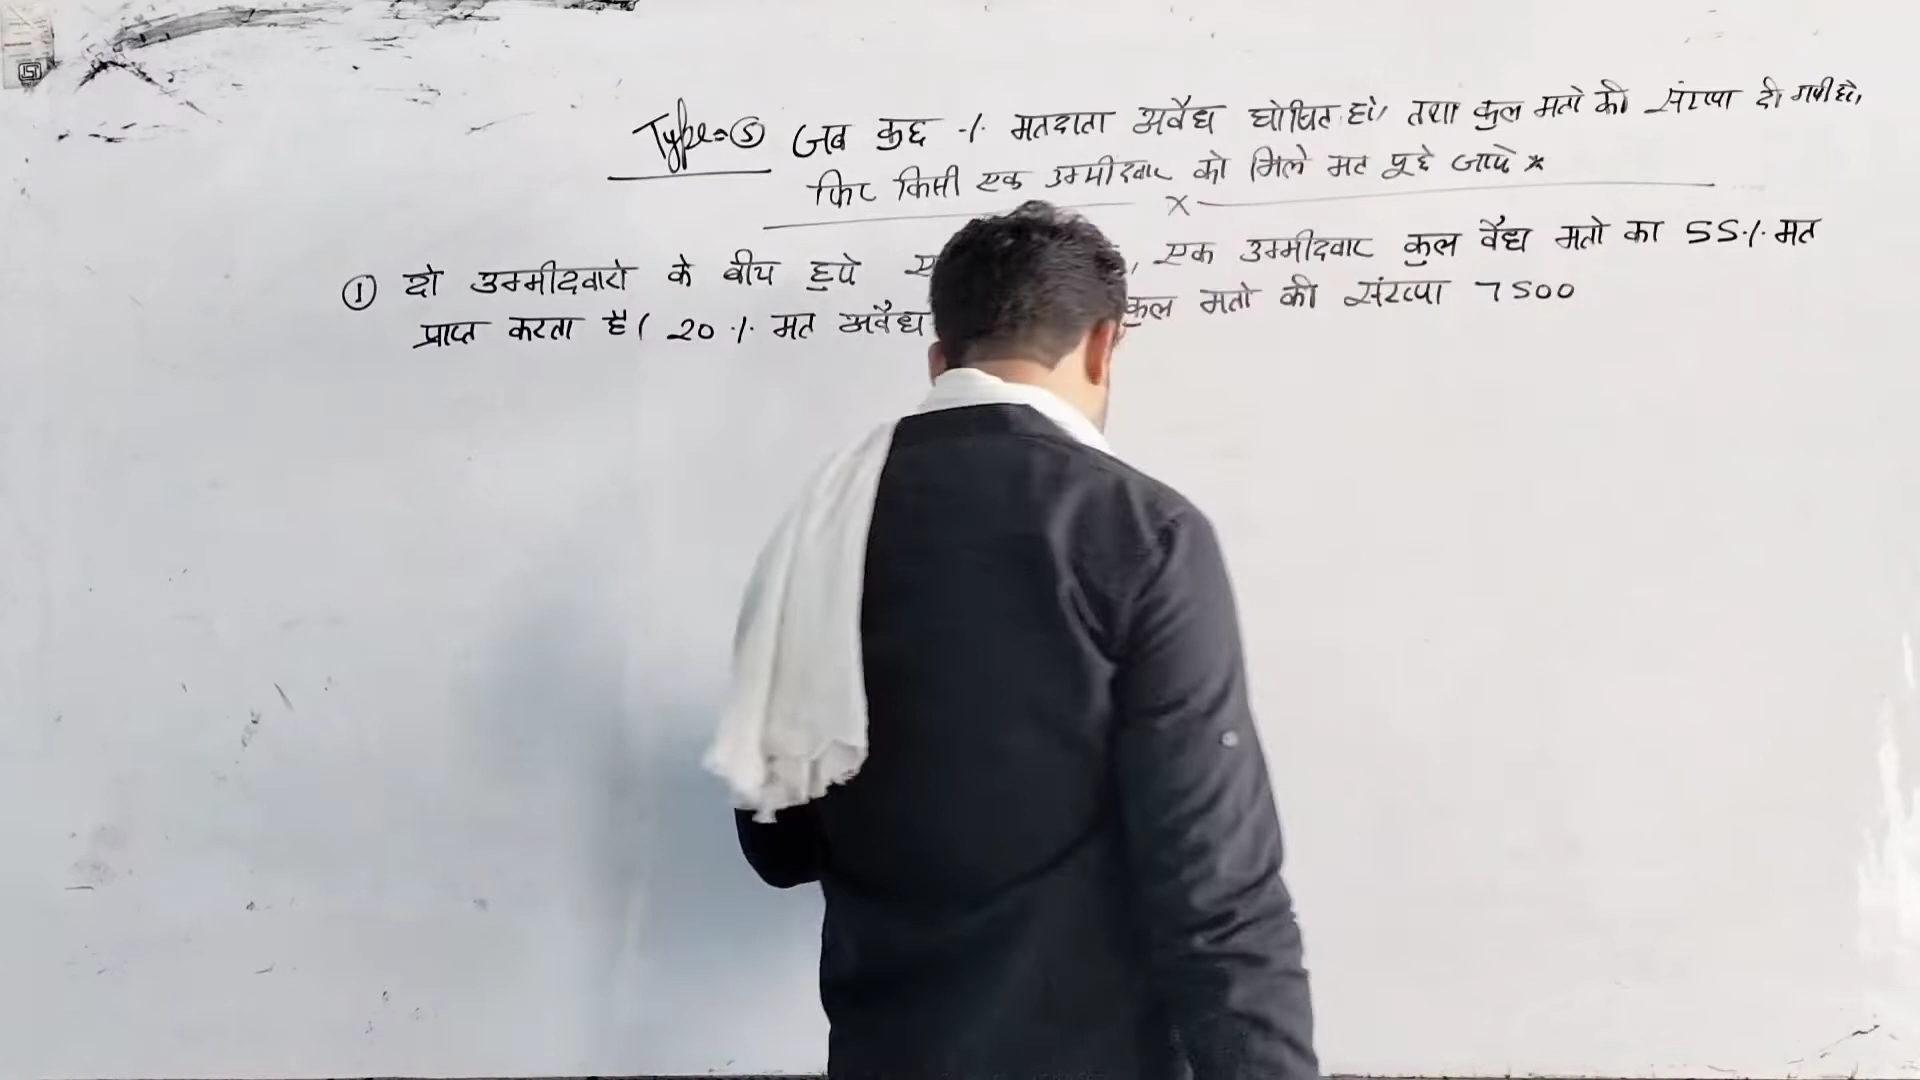 Type=⑤ जब कुछ ·/· मतदाता अवैध घोषित हो, तथा कुल मतो की संख्या दी गयी हो,
फिर किसी एक उम्मीदवार को मिले मत पूछे जाये *
x
① दो उम्मीदवारो के बीच हुये , एक उम्मीदवार कुल वैध मतो का 55·/· मत
प्राप्त करता है। 20 ·/· मत अवैध कुल मतो की संख्या 7500